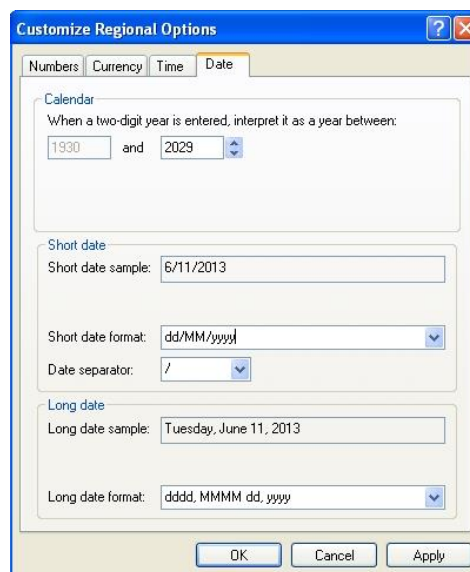 Customize Regional Options
Numbers Currency Time Date
Calendar
When a two-digit year is entered, interpret it as a year between:
1930 and 2029
Short date
Short date sample: 6/11/2013
Short date format: dd/MM/yyyy
Date separator: /
Long date
Long date sample: Tuesday, June 11, 2013
Long date format: dddd, MMMM dd, yyyy
OK Cancel Apply